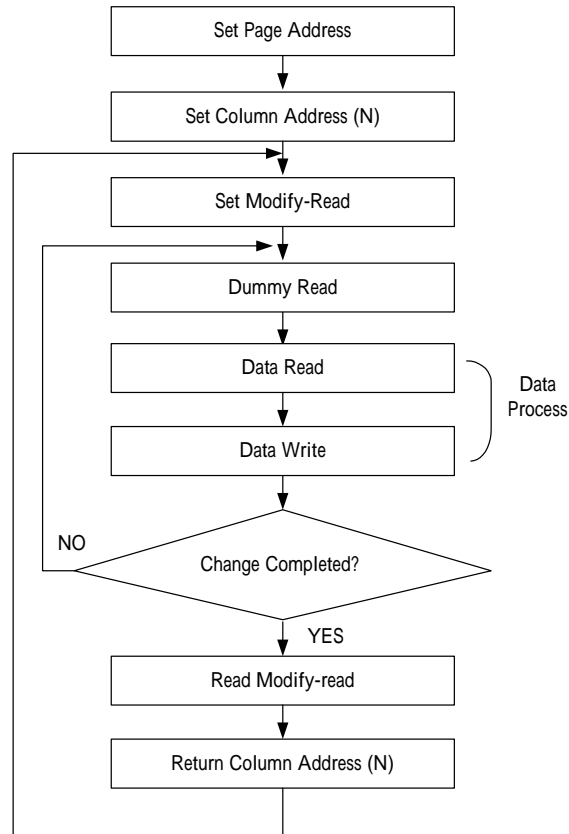 Set Page Address
Set Column Address (N)
Set Modify-Read
Dummy Read
Data Read
Data
Process
Data Write
NO
Change Completed?
YES
Read Modify-read
Return Column Address (N)